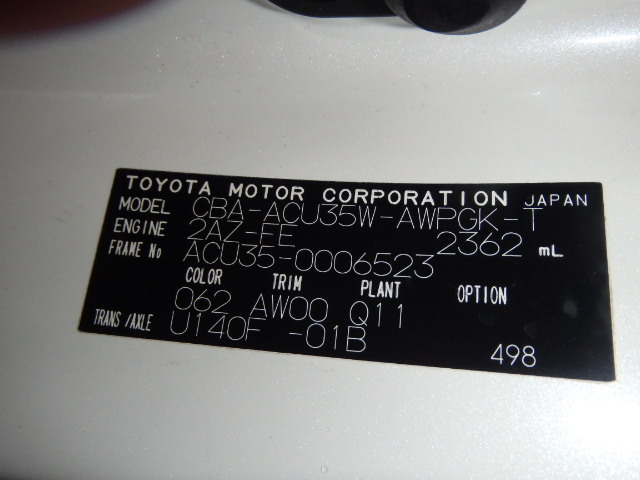 TOYOTA MOTOR CORPORATION JAPAN
MODEL CBA-ACU35W-AWPGK-T
ENGINE 2AZ-FE 2362 mL
FRAME No ACU35-0006523
COLOR TRIM PLANT OPTION
062 AW00 Q11
TRANS/AXLE U140F -01B
498